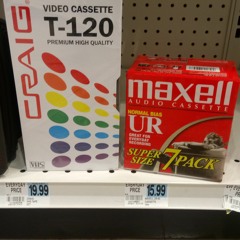 CRAIG
VIDEO CASSETTE
T-120
PREMIUM HIGH QUALITY
VHS
maxell
AUDIO CASSETTE
NORMAL BIAS
UR
GREAT FOR
EVERYDAY
RECORDING
SUPER
SIZE
7 PACK
EVERYDAY
PRICE
19.99
EVERYDAY
PRICE
15.99